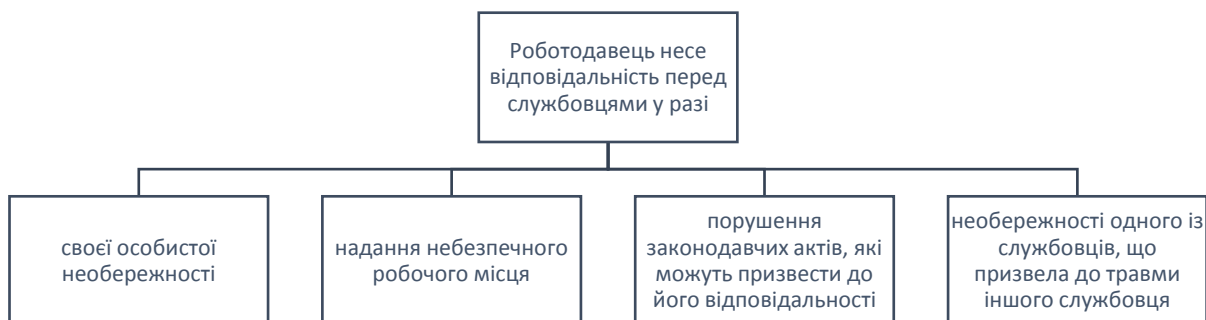 Роботодавець несе
відповідальність перед
службовцями у разі
своєї особистої
необережності
надання небезпечного
робочого місця
порушення
законодавчих актів, які
можуть призвести до
його відповідальності
необережності одного із
службовців, що
призвела до травми
іншого службовця